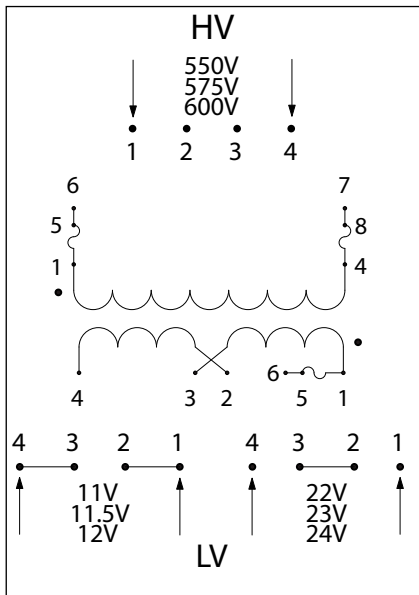 HV
550V
575V
600V
1 2 3 4
6 7
5 8
1 4
4 3 2 6 5 1
4 3 2 1 4 3 2 1
11V 22V
11.5V 23V
12V 24V
LV